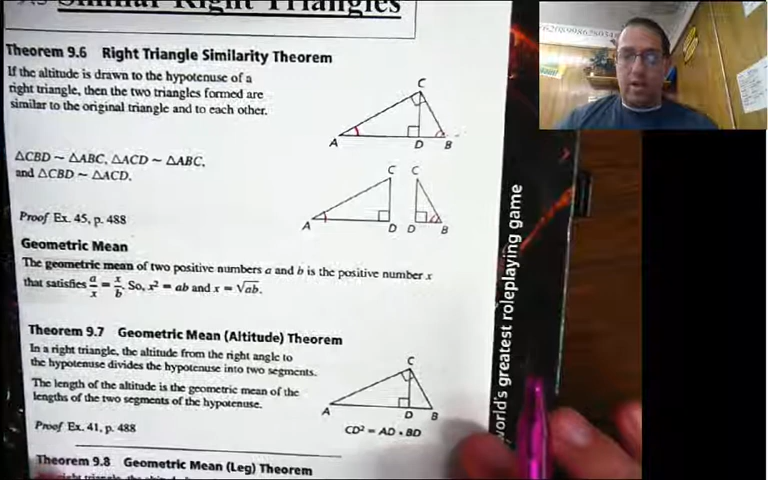 Similar Right Triangles
Theorem 9.6 Right Triangle Similarity Theorem
If the altitude is drawn to the hypotenuse of a
right triangle, then the two triangles formed are
similar to the original triangle and to each other.
C
A D B
△CBD ~ △ABC, △ACD ~ △ABC,
and △CBD ~ △ACD.
C C
A D D B
Proof Ex. 45, p. 488
Geometric Mean
The geometric mean of two positive numbers a and b is the positive number x
that satisfies a/x = x/b. So, x² = ab and x = √ab.
Theorem 9.7 Geometric Mean (Altitude) Theorem
In a right triangle, the altitude from the right angle to
the hypotenuse divides the hypotenuse into two segments.
The length of the altitude is the geometric mean of the
lengths of the two segments of the hypotenuse.
C
A D B
CD² = AD • BD
Proof Ex. 41, p. 488
Theorem 9.8 Geometric Mean (Leg) Theorem
world's greatest roleplaying game